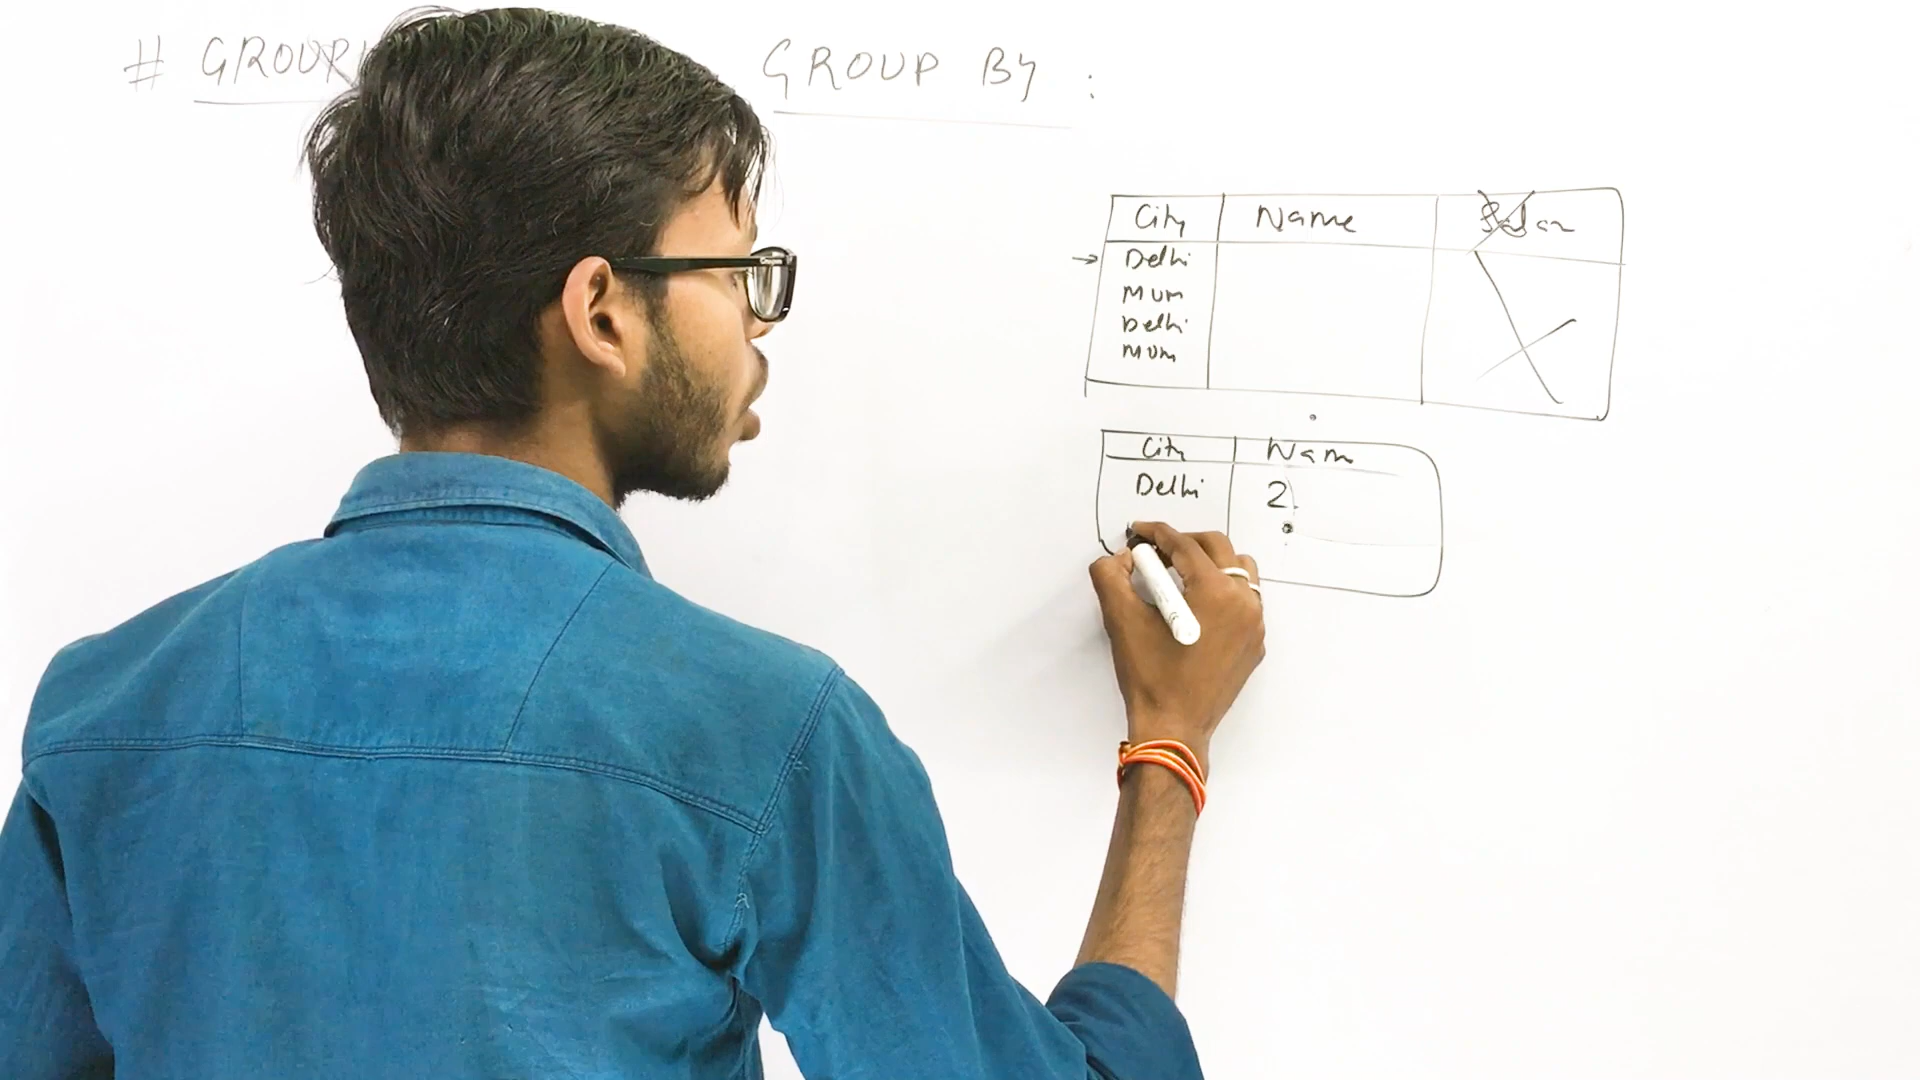 # GROUP GROUP BY :
City Name
Delhi
Mum
Delhi
Mum
City Nam
Delhi 2